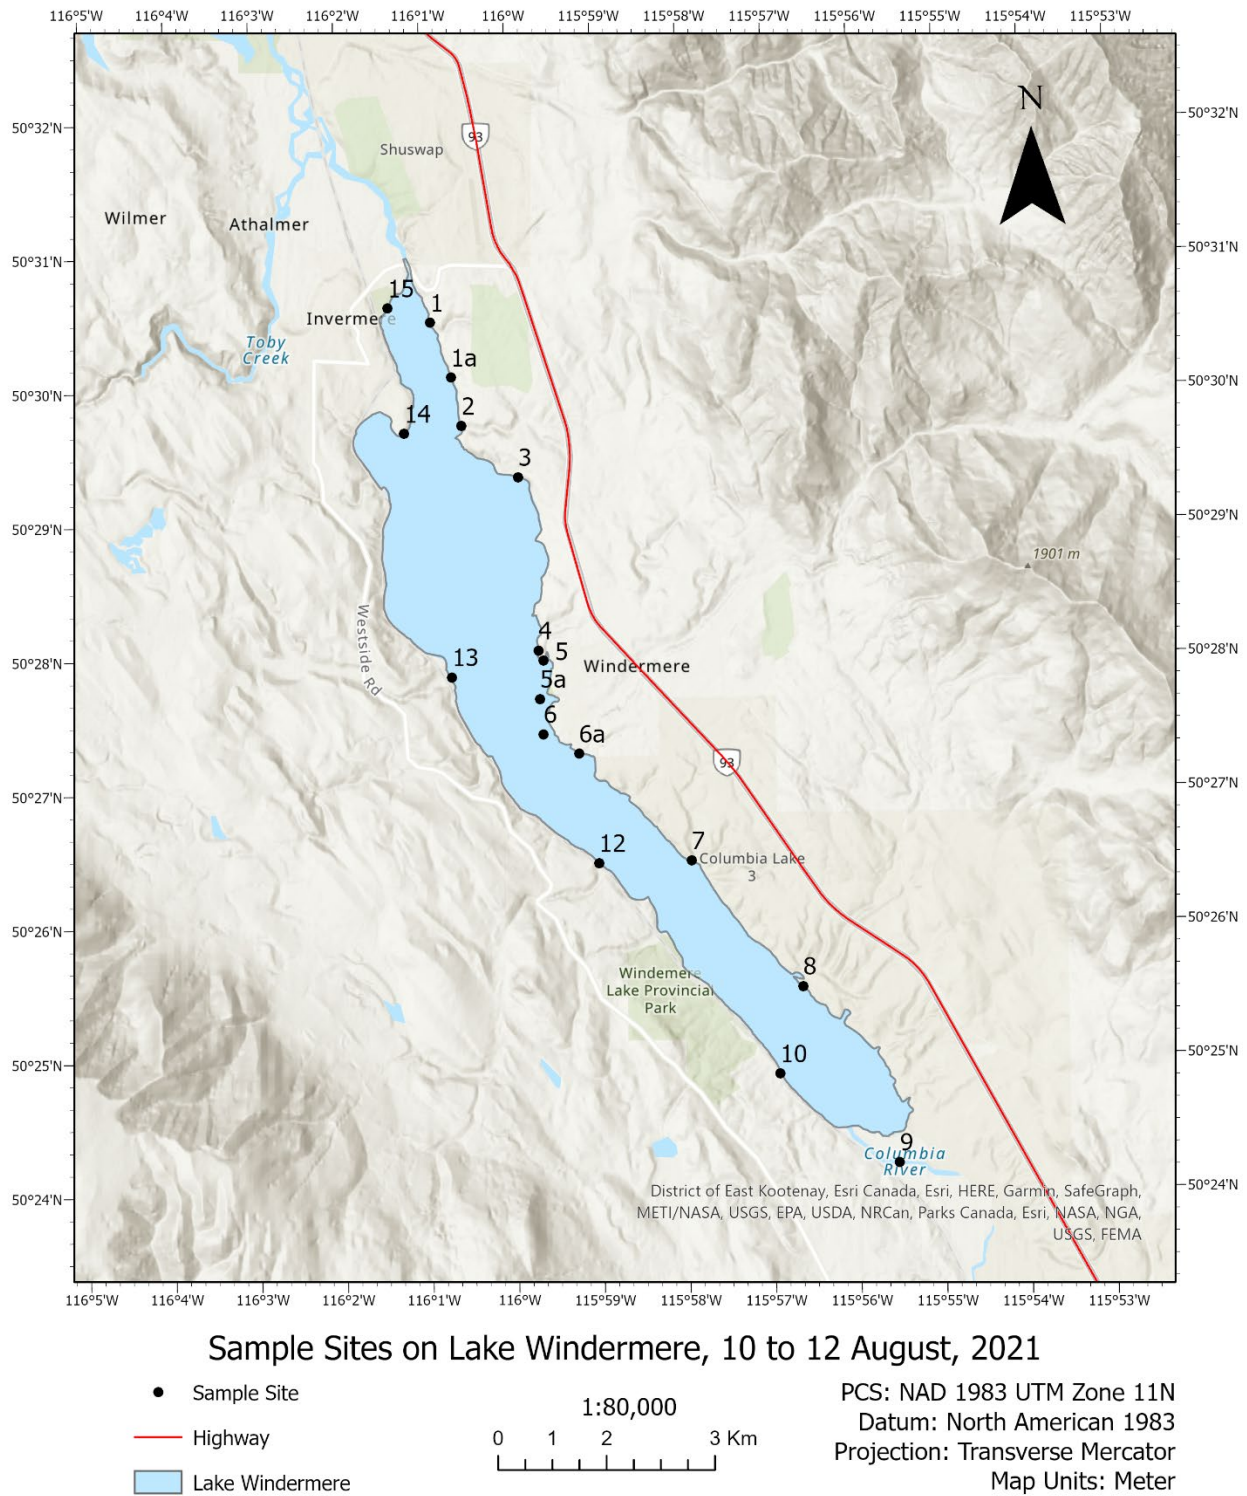 116°5'W 116°4'W 116°3'W 116°2'W 116°1'W 116°W 115°59'W 115°58'W 115°57'W 115°56'W 115°55'W 115°54'W 115°53'W
N
50°32'N 50°32'N
93
Shuswap
Wilmer
Athalmer
50°31'N 50°31'N
15
1
Invermere
Toby
Creek
1a
50°30'N 50°30'N
14
2
3
50°29'N 50°29'N
1901 m
Westside Rd
4
5
Windermere
50°28'N 50°28'N
13
5a
6
6a
93
50°27'N 50°27'N
12
7
Columbia Lake
3
50°26'N 50°26'N
8
Windemere
Lake Provincial
Park
10
50°25'N 50°25'N
9
Columbia
River
50°24'N 50°24'N
District of East Kootenay, Esri Canada, Esri, HERE, Garmin, SafeGraph,
METI/NASA, USGS, EPA, USDA, NRCan, Parks Canada, Esri, NASA, NGA,
USGS, FEMA
116°5'W 116°4'W 116°3'W 116°2'W 116°1'W 116°W 115°59'W 115°58'W 115°57'W 115°56'W 115°55'W 115°54'W 115°53'W
Sample Sites on Lake Windermere, 10 to 12 August, 2021
Sample Site
Highway
Lake Windermere
1:80,000
0 1 2 3 Km
PCS: NAD 1983 UTM Zone 11N
Datum: North American 1983
Projection: Transverse Mercator
Map Units: Meter